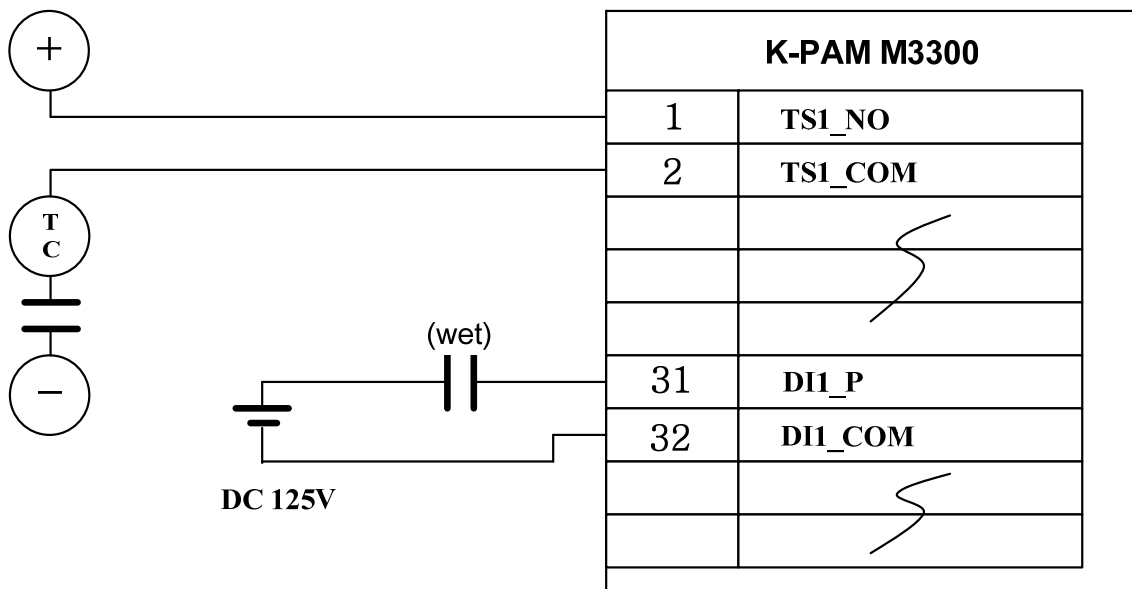 +
K-PAM M3300
1 TS1_NO
2 TS1_COM
T
C
−
(wet)
31 DI1_P
32 DI1_COM
DC 125V